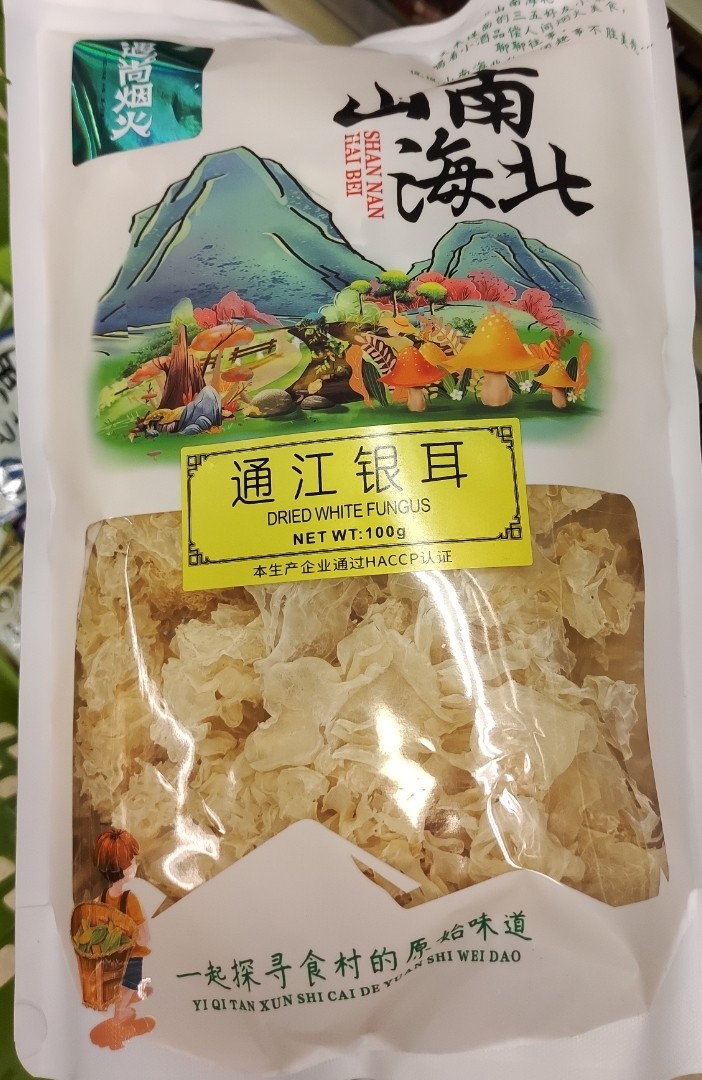 尚烟火
山南
海北
SHAN NAN
HAI BEI
通江银耳
DRIED WHITE FUNGUS
NET WT:100g
本生产企业通过HACCP认证
一起探寻食村的原始味道
YI QI TAN XUN SHI CAI DE YUAN SHI WEI DAO